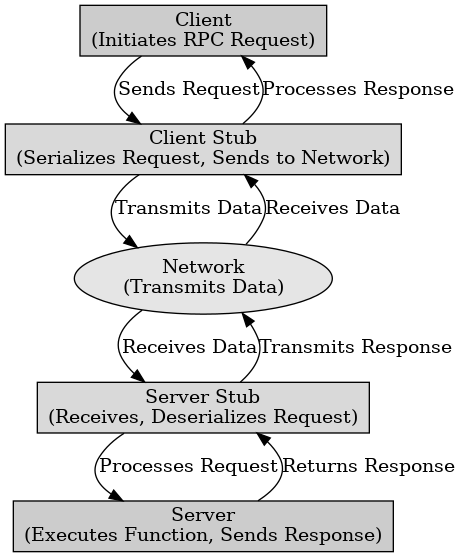 Client
(Initiates RPC Request)
Sends Request
Processes Response
Client Stub
(Serializes Request, Sends to Network)
Transmits Data
Receives Data
Network
(Transmits Data)
Receives Data
Transmits Response
Server Stub
(Receives, Deserializes Request)
Processes Request
Returns Response
Server
(Executes Function, Sends Response)